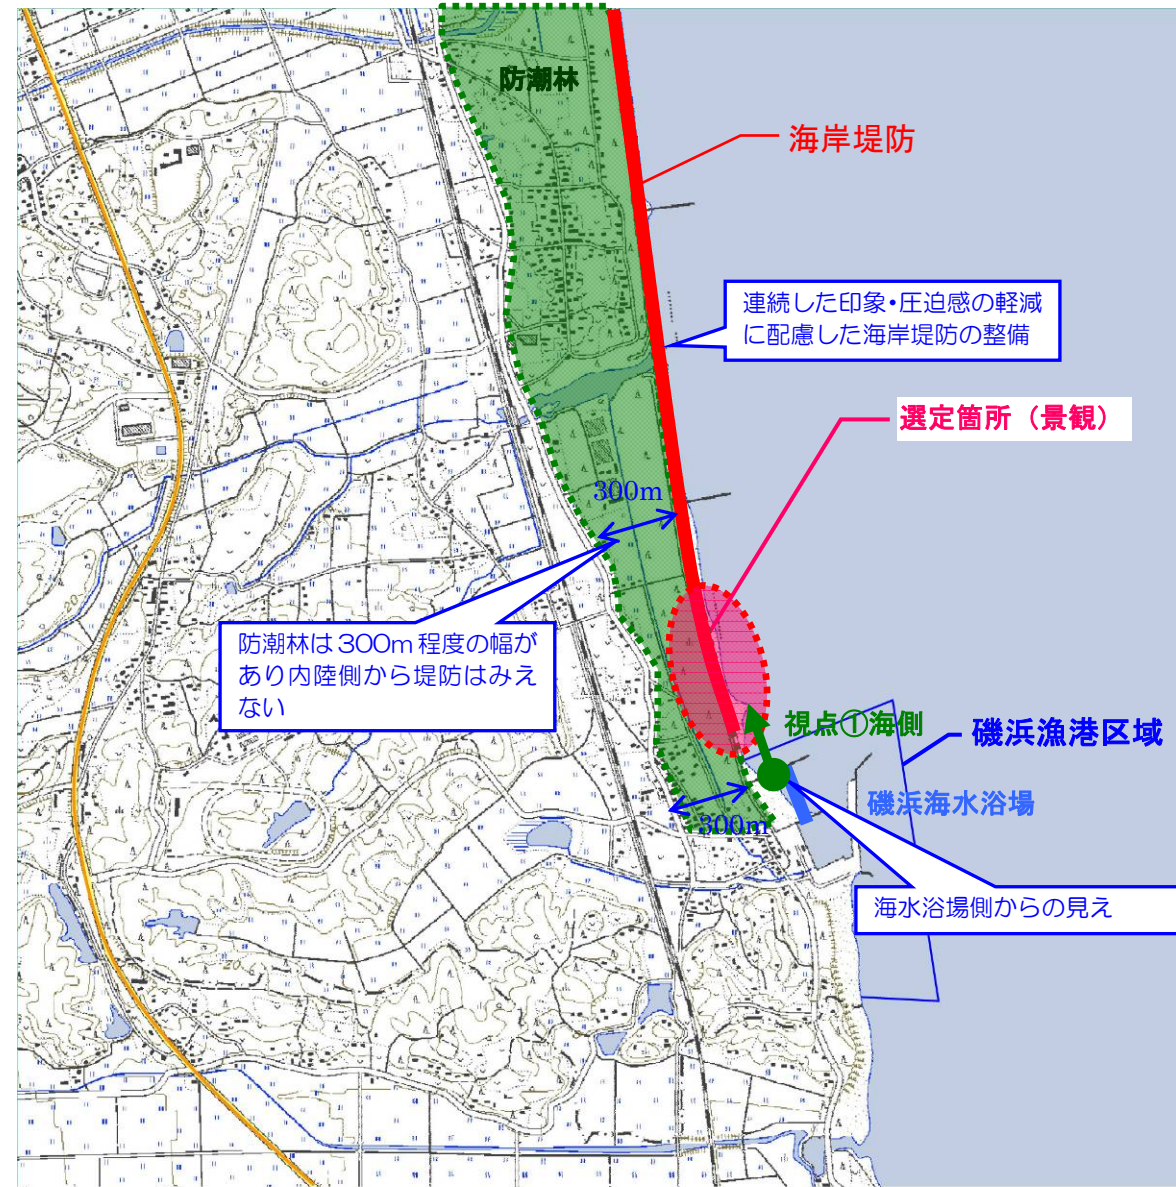 防潮林
海岸堤防
連続した印象・圧迫感の軽減
に配慮した海岸堤防の整備
選定箇所（景観）
300m
防潮林は300m程度の幅が
あり内陸側から堤防はみえ
ない
視点①海側
磯浜漁港区域
磯浜海水浴場
300m
海水浴場側からの見え